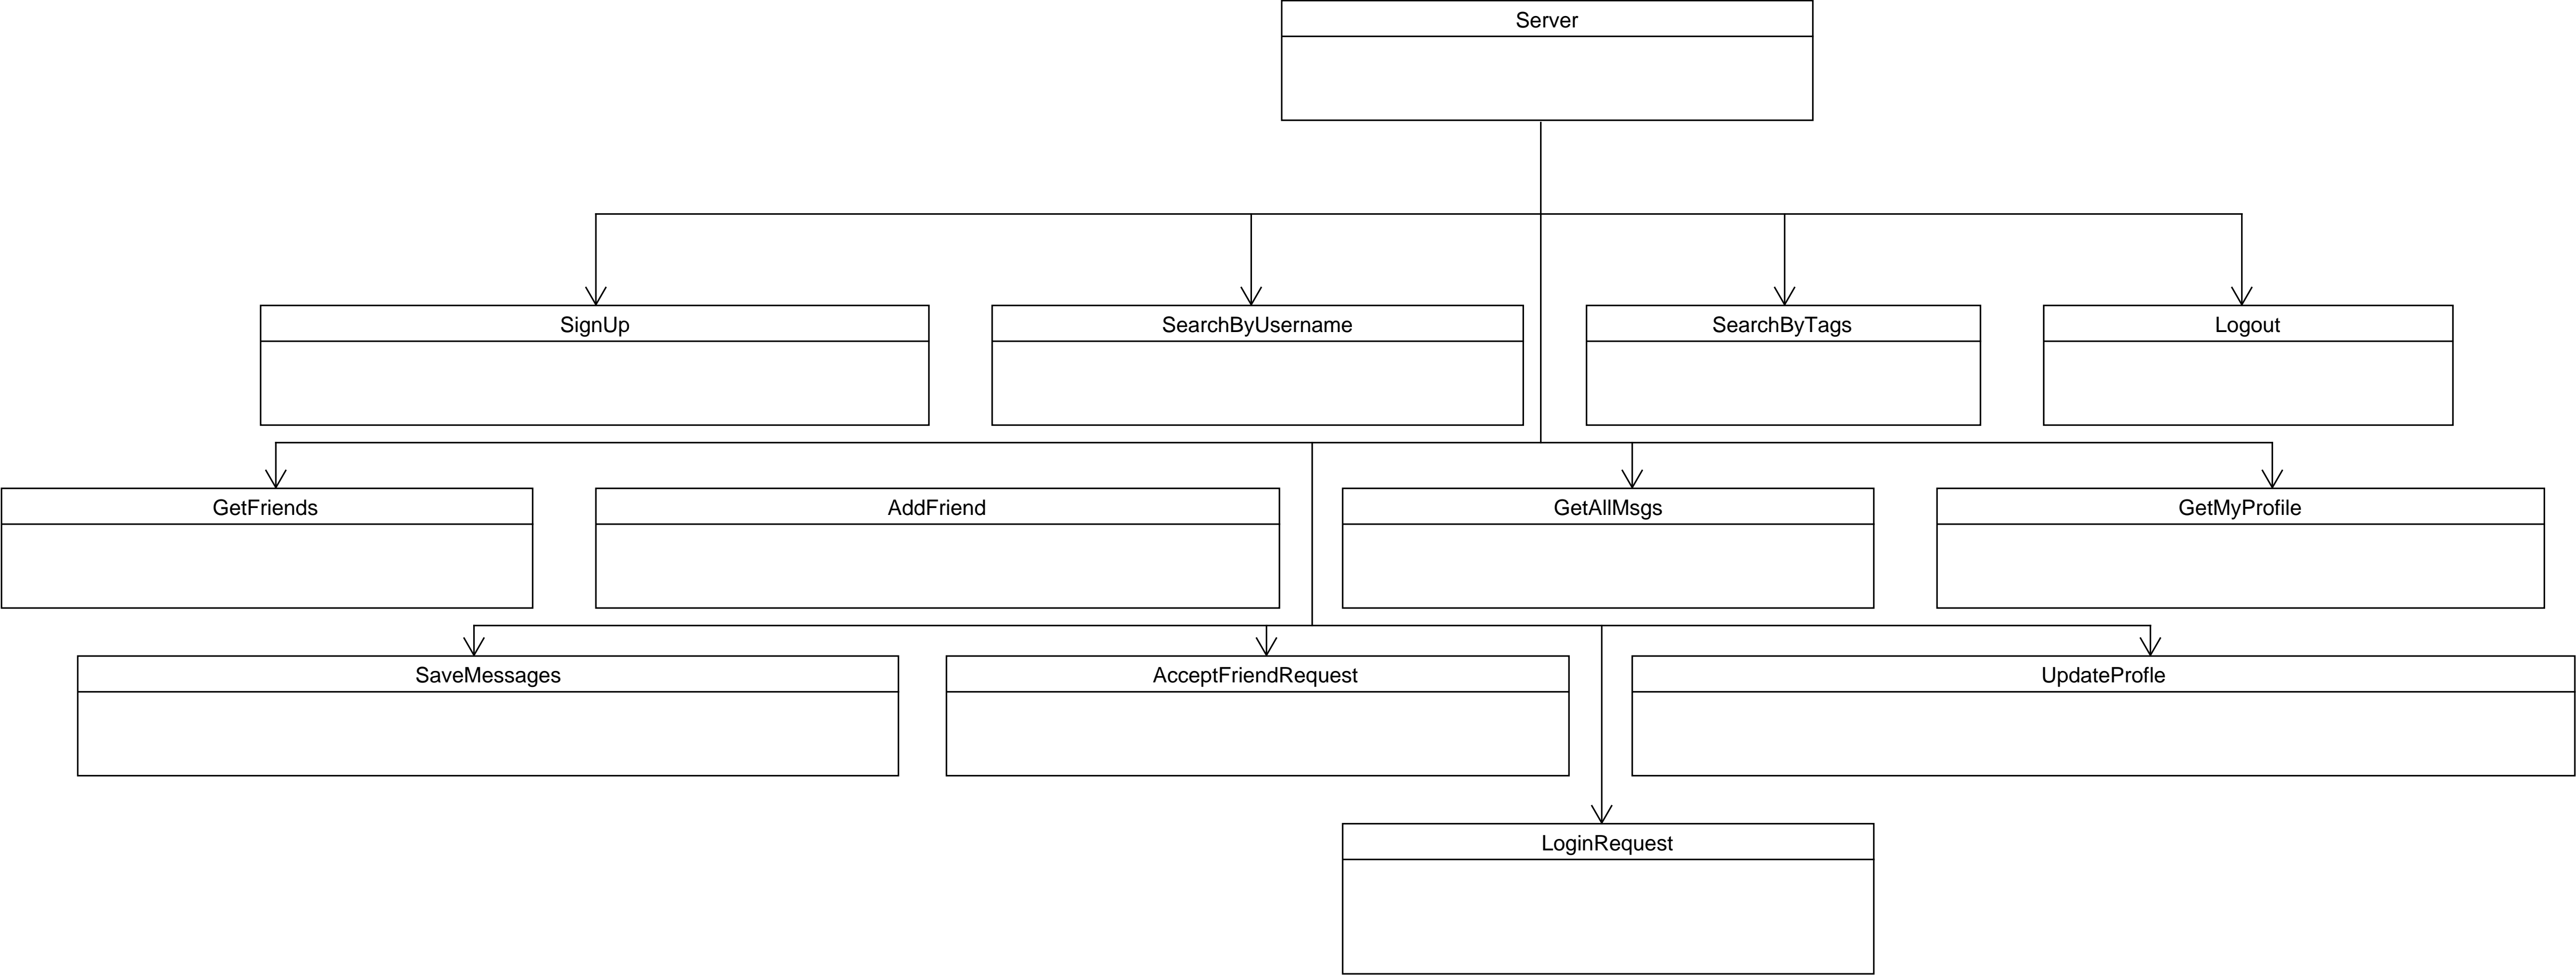 Server
SignUp
SearchByUsername
SearchByTags
Logout
GetFriends
AddFriend
GetAllMsgs
GetMyProfile
SaveMessages
AcceptFriendRequest
UpdateProfle
LoginRequest